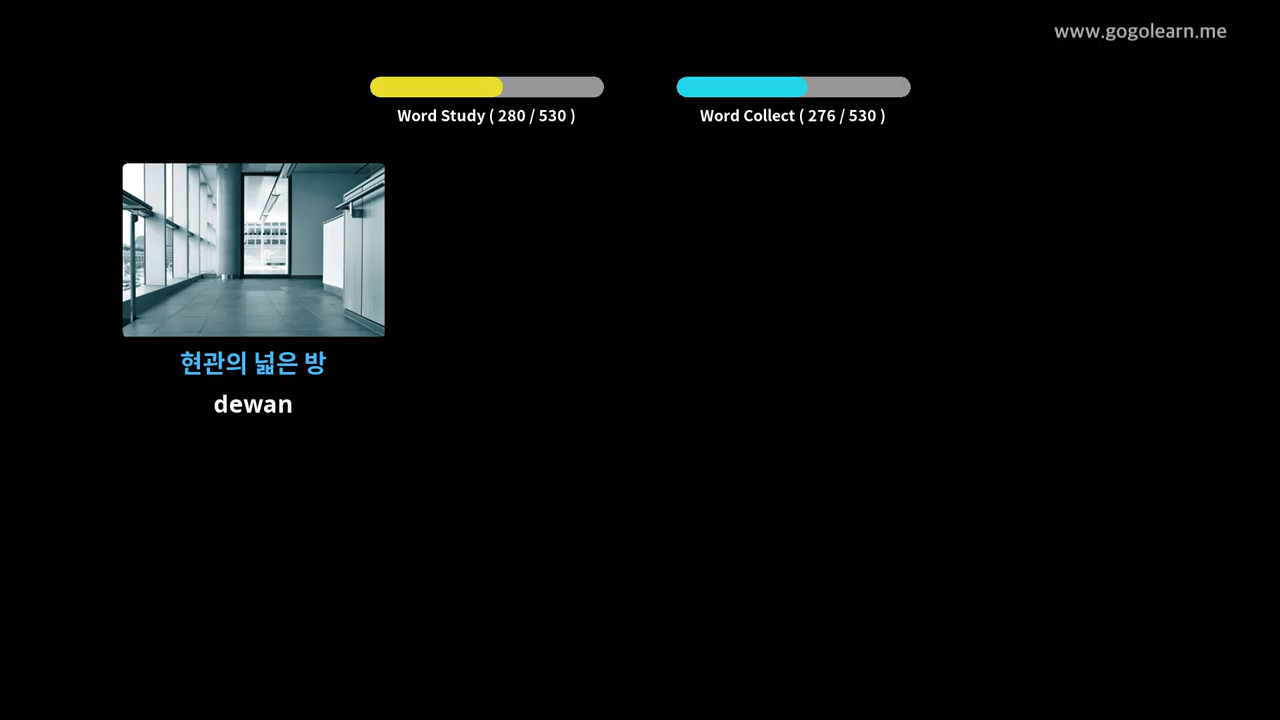 www.gogolearn.me
Word Study ( 280 / 530 )
Word Collect ( 276 / 530 )
현관의 넓은 방
dewan